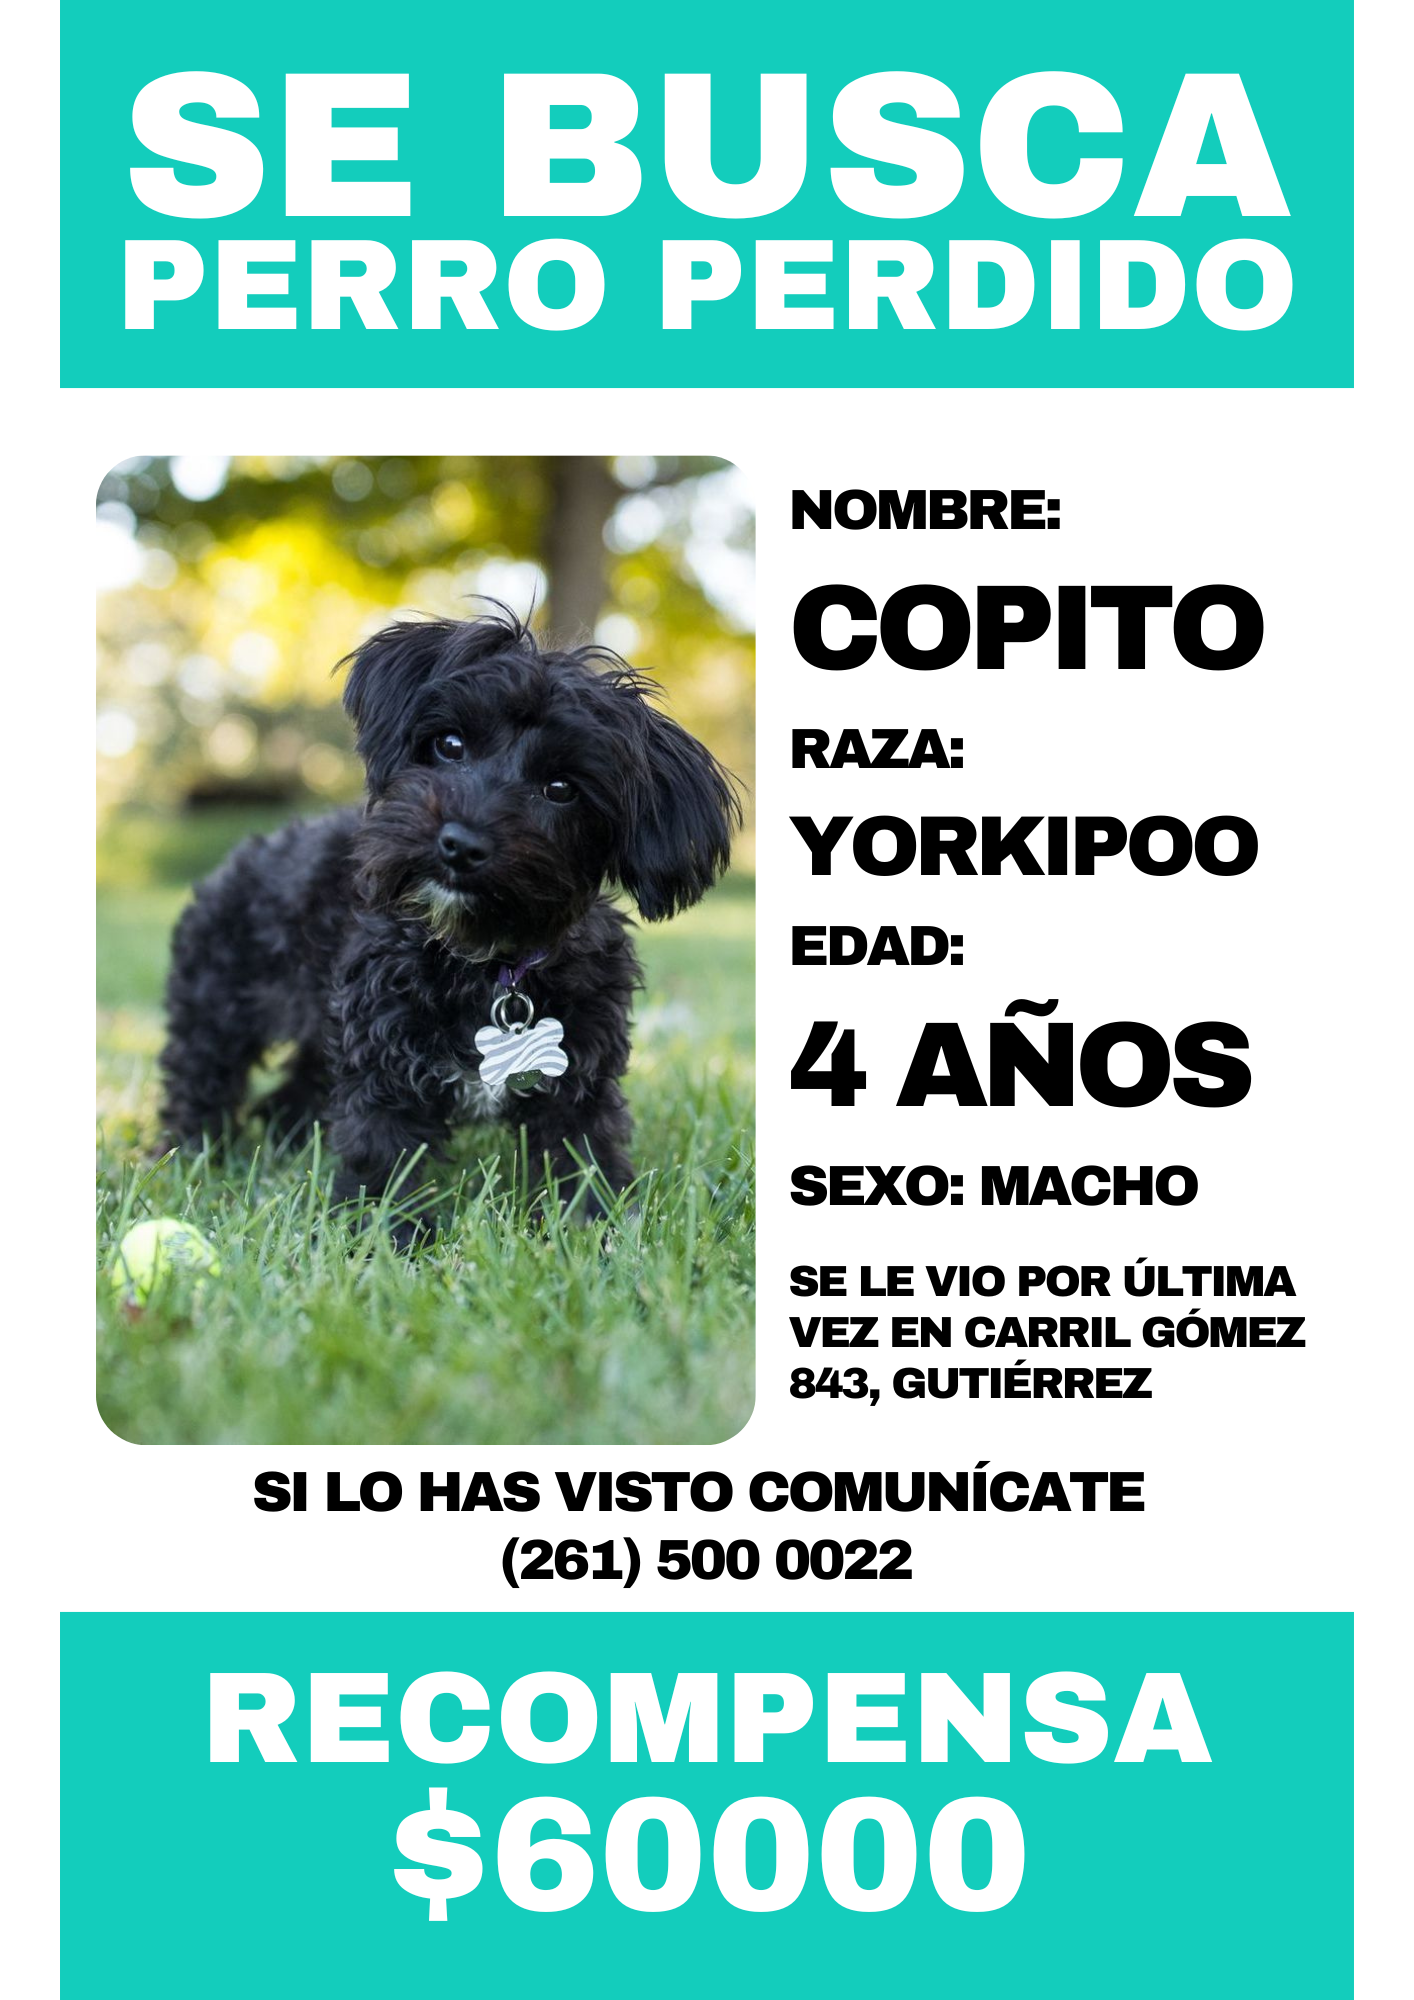 SE BUSCA
PERRO PERDIDO
NOMBRE:
COPITO
RAZA:
YORKIPOO
EDAD:
4 AÑOS
SEXO: MACHO
SE LE VIO POR ÚLTIMA
VEZ EN CARRIL GÓMEZ
843, GUTIÉRREZ
SI LO HAS VISTO COMUNÍCATE
(261) 500 0022
RECOMPENSA
$60000